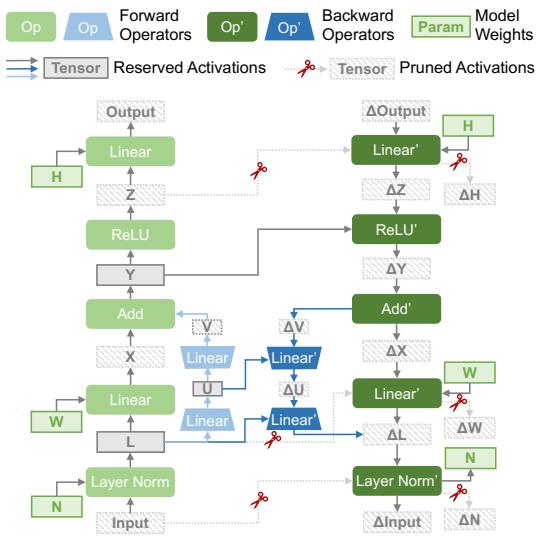 Op Op Forward Operators Op' Op' Backward Operators Param Model Weights
Tensor Reserved Activations Tensor Pruned Activations
Output ΔOutput
H
Linear Linear'
H
Z ΔZ ΔH
ReLU ReLU'
Y ΔY
Add V ΔV Add'
X Linear Linear' ΔX
W
Linear U ΔU Linear'
W Linear Linear' ΔW
L ΔL
N
Layer Norm Layer Norm'
N
Input ΔInput ΔN